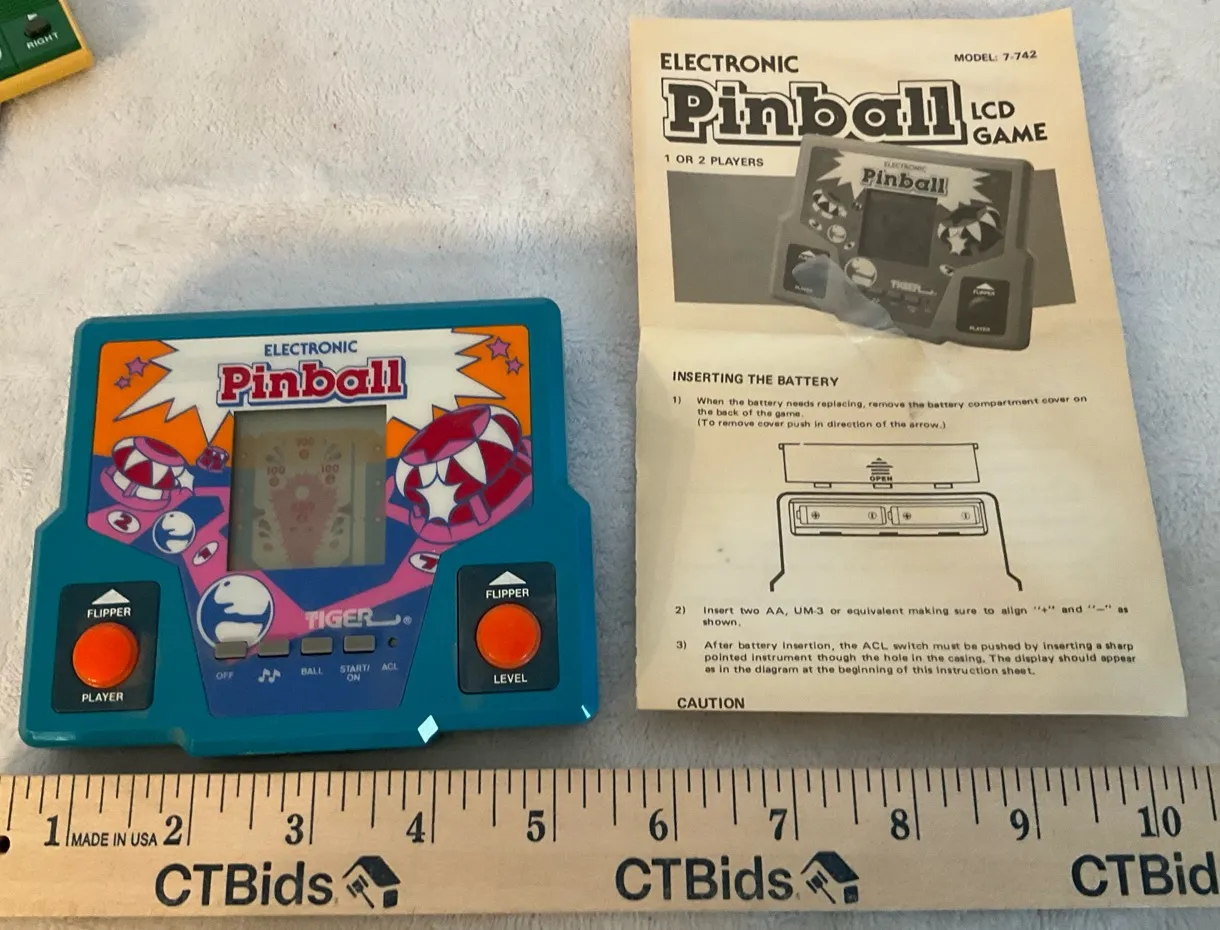 RIGHT
ELECTRONIC
Pinball
700
100 100
2
1
7
TIGER®
FLIPPER
PLAYER
OFF
BALL
START/
ON
ACL
FLIPPER
LEVEL
ELECTRONIC
MODEL: 7-742
Pinball LCD
GAME
1 OR 2 PLAYERS
ELECTRONIC
Pinball
TIGER
FLIPPER
PLAYER
INSERTING THE BATTERY
1) When the battery needs replacing, remove the battery compartment cover on
the back of the game.
(To remove cover push in direction of the arrow.)
OPEN
2) Insert two AA, UM-3 or equivalent making sure to align "+" and "–" as
shown.
3) After battery insertion, the ACL switch must be pushed by inserting a sharp
pointed instrument though the hole in the casing. The display should appear
as in the diagram at the beginning of this instruction sheet.
CAUTION
1 MADE IN USA 2 3 4 5 6 7 8 9 10
CTBids. CTBids. CTBid